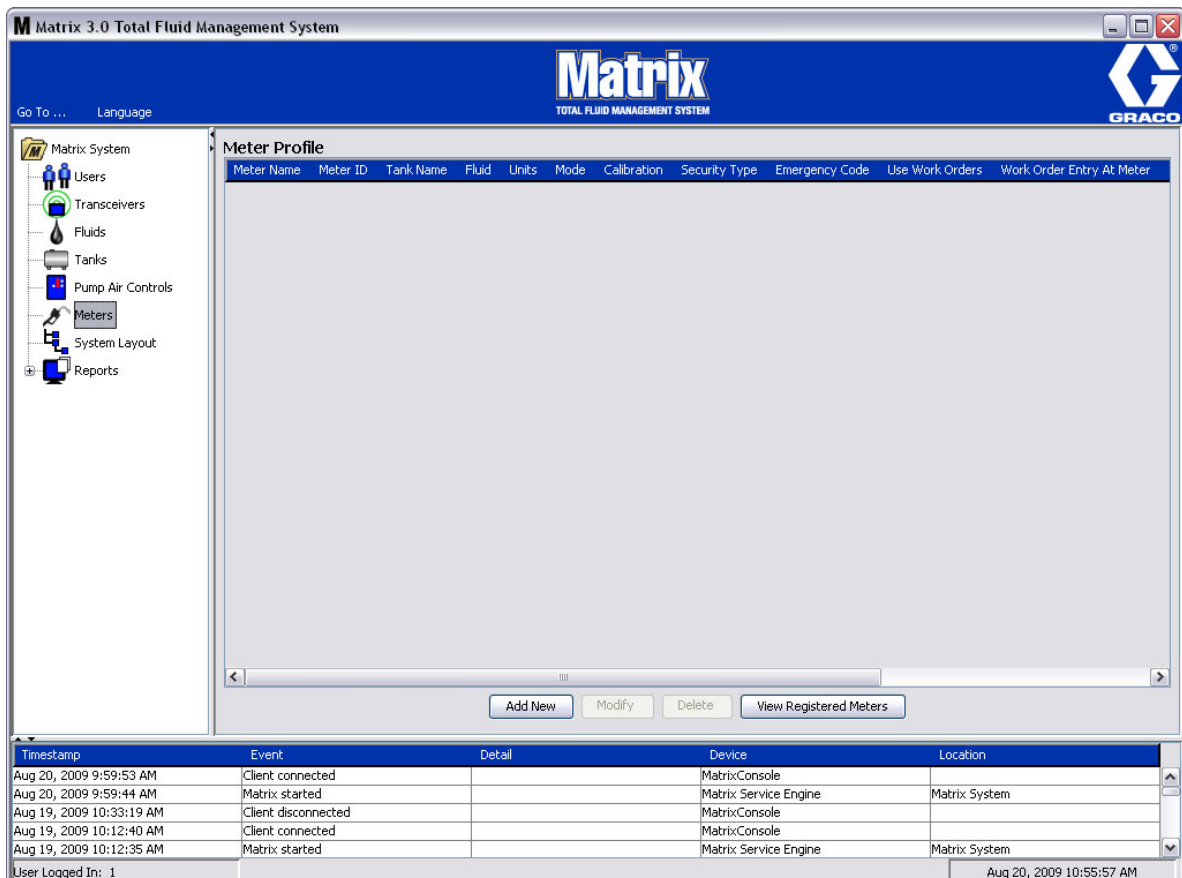 M Matrix 3.0 Total Fluid Management System
Matrix
TOTAL FLUID MANAGEMENT SYSTEM
Go To ... Language
GRACO
®
M Matrix System
Users
Transceivers
Fluids
Tanks
Pump Air Controls
Meters
System Layout
Reports
Meter Profile
Meter Name Meter ID Tank Name Fluid Units Mode Calibration Security Type Emergency Code Use Work Orders Work Order Entry At Meter
Add New Modify Delete View Registered Meters
Timestamp Event Detail Device Location
Aug 20, 2009 9:59:53 AM Client connected MatrixConsole
Aug 20, 2009 9:59:44 AM Matrix started Matrix Service Engine Matrix System
Aug 19, 2009 10:33:19 AM Client disconnected MatrixConsole
Aug 19, 2009 10:12:40 AM Client connected MatrixConsole
Aug 19, 2009 10:12:35 AM Matrix started Matrix Service Engine Matrix System
User Logged In: 1 Aug 20, 2009 10:55:57 AM